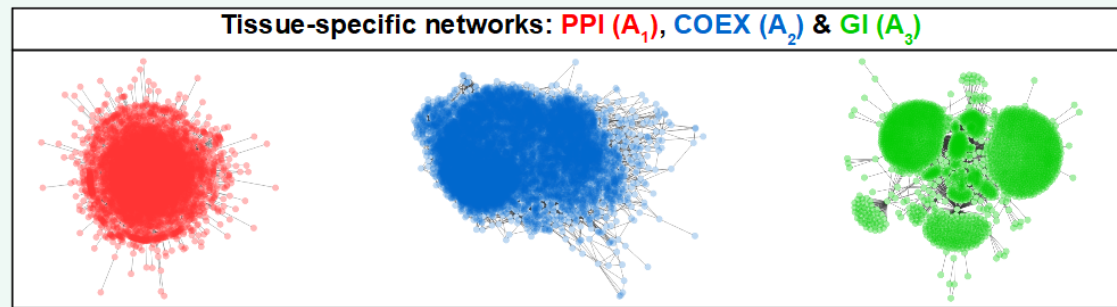 Tissue-specific networks: PPI (A₁), COEX (A₂) & GI (A₃)